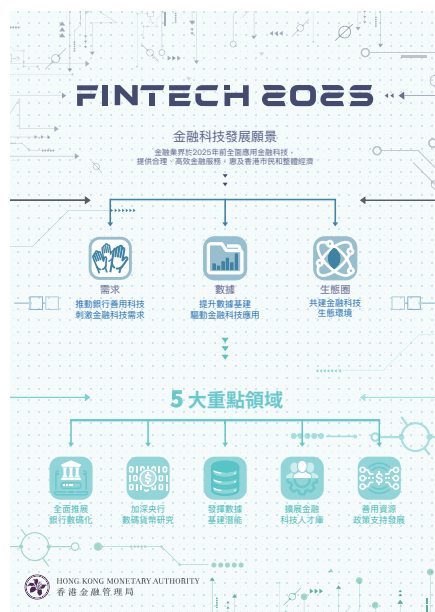 FINTECH 2025
金融科技發展願景
金融業界於2025年前全面應用金融科技，
提供合理、高效金融服務，惠及香港市民和整體經濟
需求
推動銀行善用科技
刺激金融科技需求
數據
提升數據基建
驅動金融科技應用
生態圈
共建金融科技
生態環境
5 大重點領域
全面推展
銀行數碼化
加深央行
數碼貨幣研究
發揮數據
基建潛能
擴展金融
科技人才庫
善用資源
政策支持發展
HONG KONG MONETARY AUTHORITY
香港金融管理局